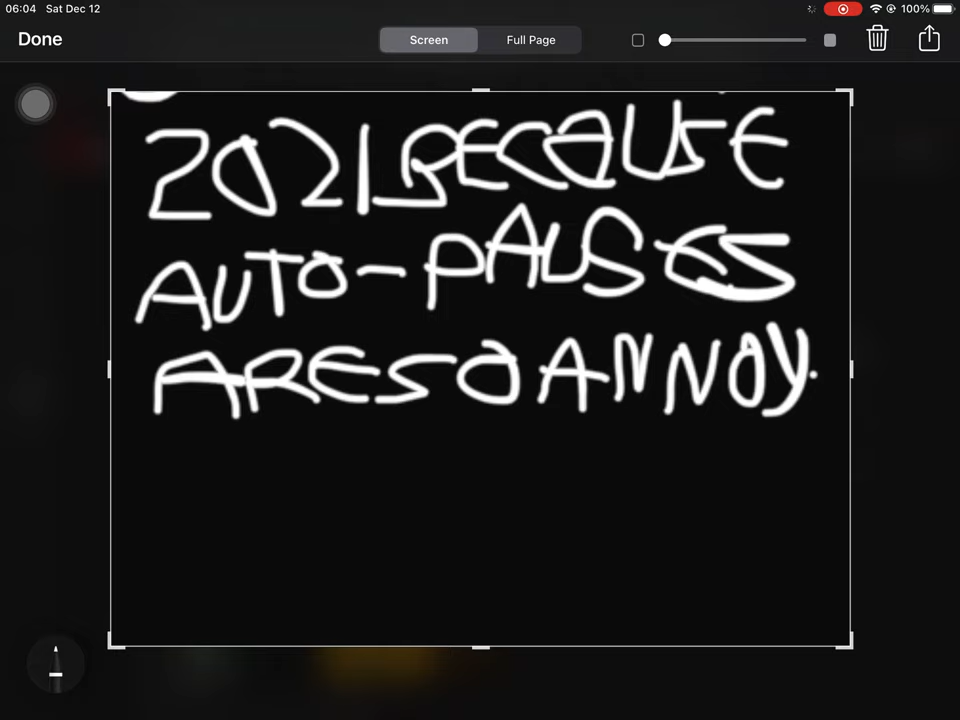 06:04 Sat Dec 12
100%
Done
Screen
Full Page
2021 BECAUSE
AUTO-PAUSES
ARE SO ANNOY.